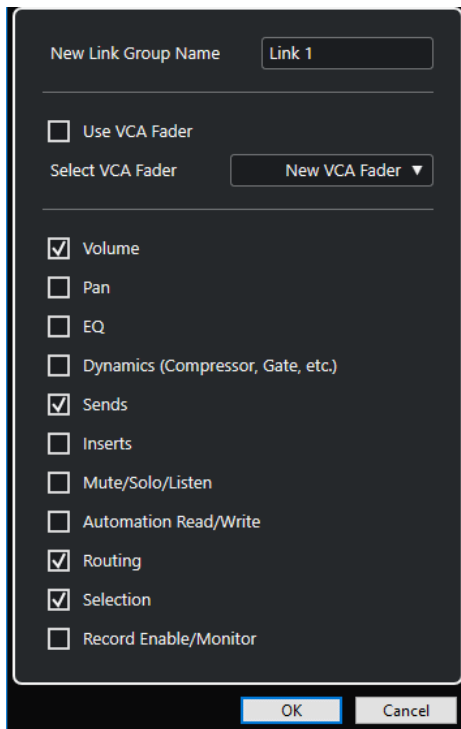 New Link Group Name Link 1
Use VCA Fader
Select VCA Fader New VCA Fader
Volume
Pan
EQ
Dynamics (Compressor, Gate, etc.)
Sends
Inserts
Mute/Solo/Listen
Automation Read/Write
Routing
Selection
Record Enable/Monitor
OK Cancel